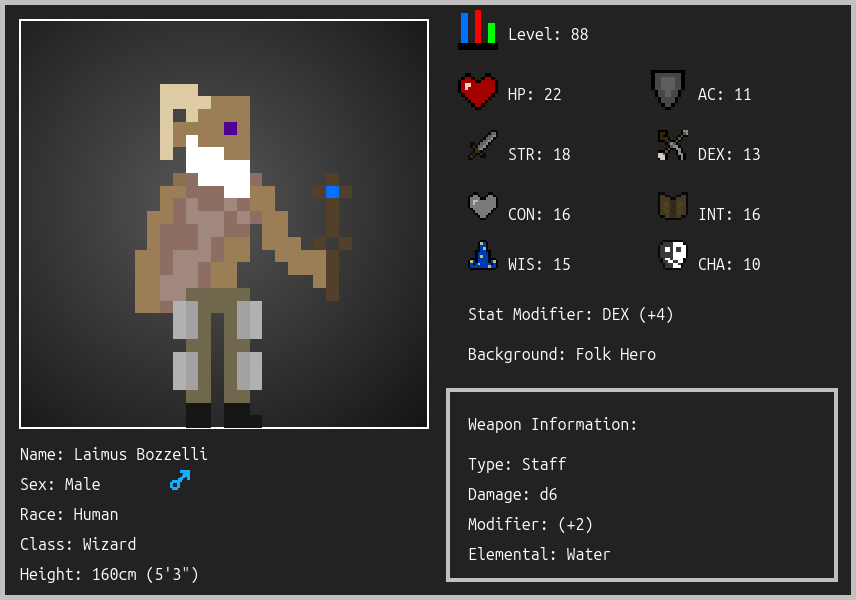 Level: 88
HP: 22
AC: 11
STR: 18
DEX: 13
CON: 16
INT: 16
WIS: 15
CHA: 10
Stat Modifier: DEX (+4)
Background: Folk Hero
Weapon Information:
Type: Staff
Damage: d6
Modifier: (+2)
Elemental: Water
Name: Laimus Bozzelli
Sex: Male
Race: Human
Class: Wizard
Height: 160cm (5'3")